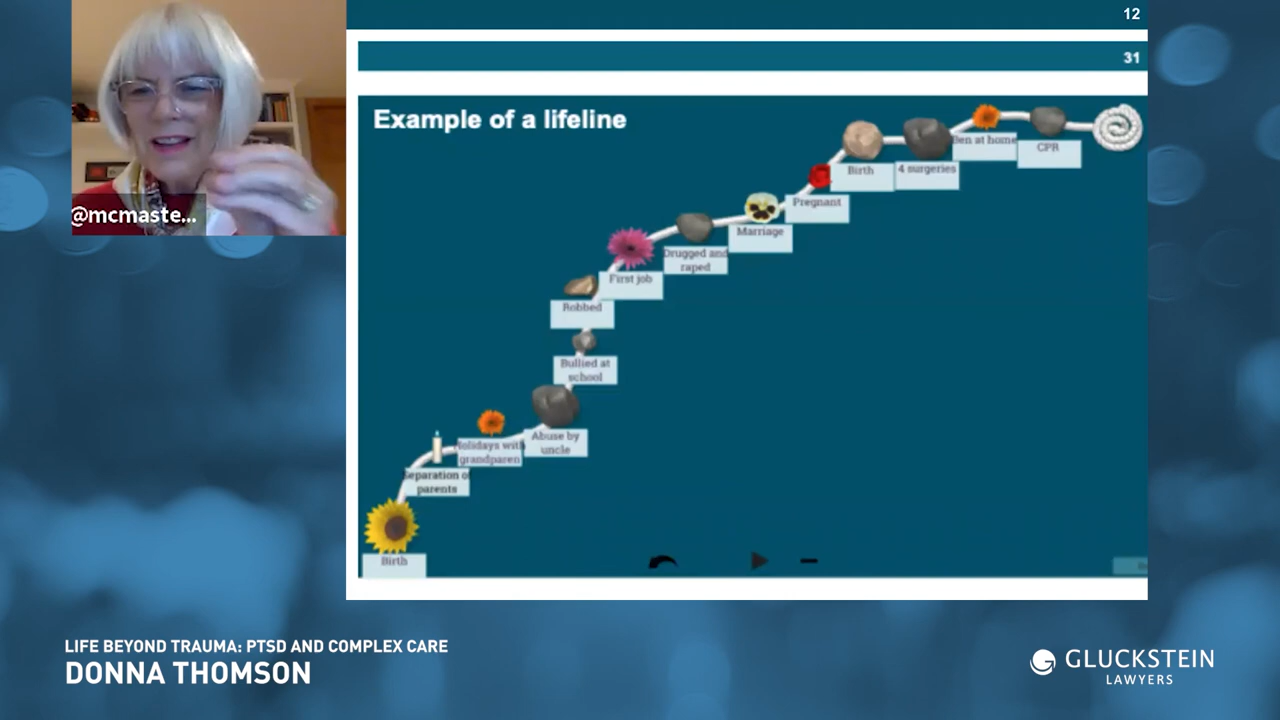 12
31
Example of a lifeline
@mcmaste...
Ben at home
CPR
Birth
4 surgeries
Pregnant
Marriage
Drugged and
raped
First job
Robbed
Bullied at
school
Abuse by
uncle
Holidays with
grandparen
Separation of
parents
Birth
LIFE BEYOND TRAUMA: PTSD AND COMPLEX CARE
DONNA THOMSON
GLUCKSTEIN
LAWYERS